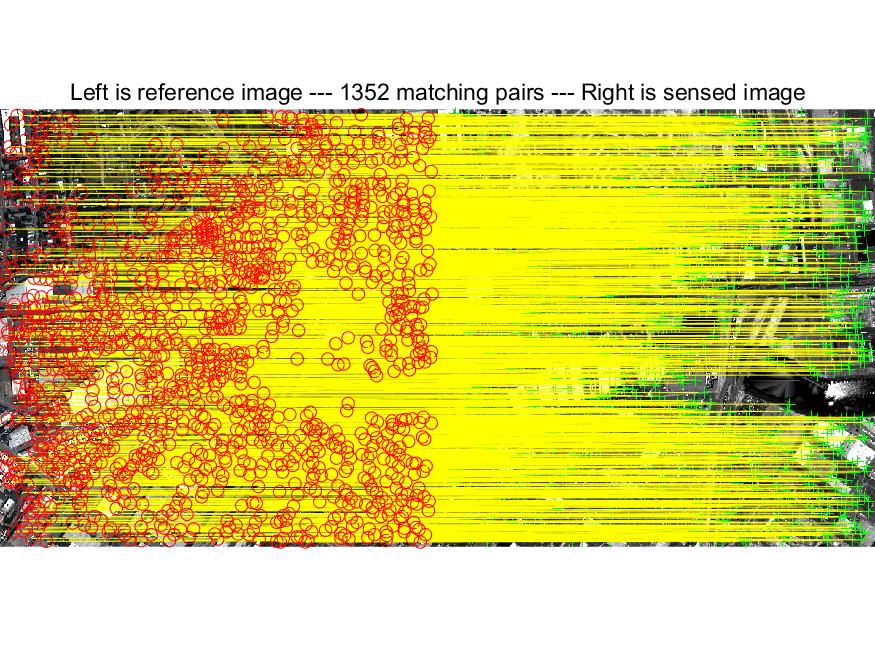 Left is reference image --- 1352 matching pairs --- Right is sensed image